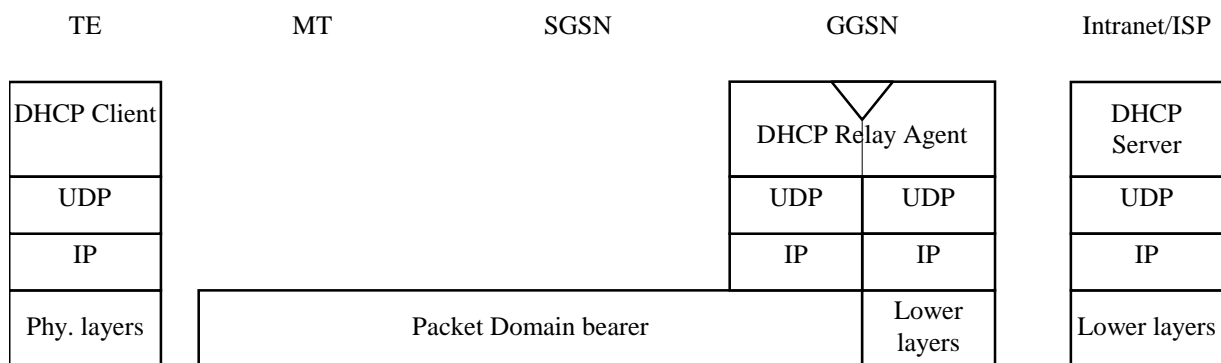 TE MT SGSN GGSN Intranet/ISP
DHCP Client
DHCP Relay Agent
DHCP
Server
UDP UDP UDP UDP
IP IP IP IP
Phy. layers Packet Domain bearer Lower
layers
Lower layers